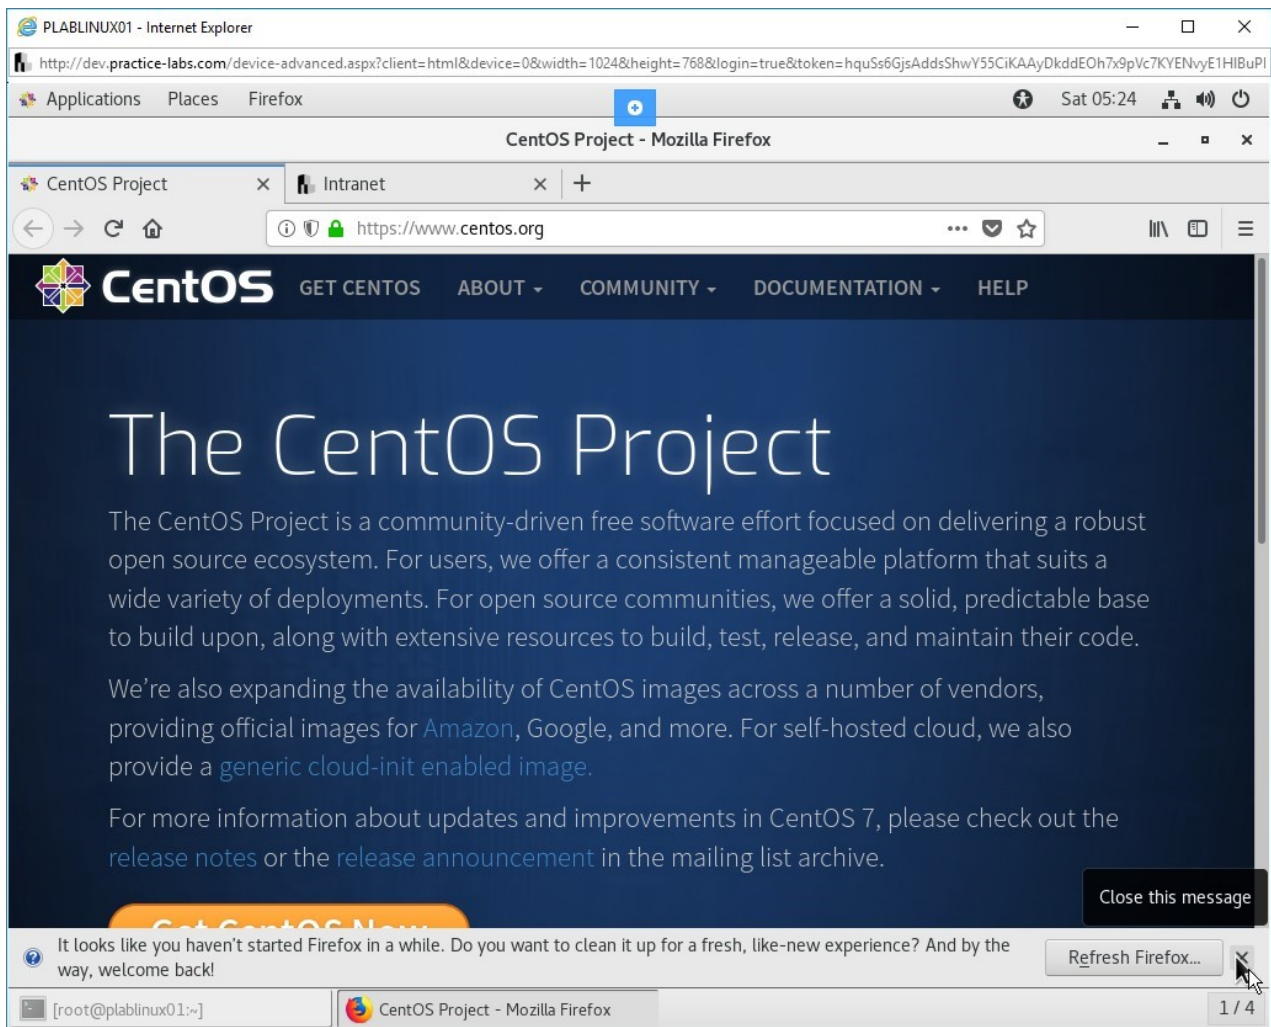 PLABLINUX01 - Internet Explorer
http://dev.practice-labs.com/device-advanced.aspx?client=html&device=0&width=1024&height=768&login=true&token=hquSs6GjsAddsShwY55CiKAAyDkddEOh7x9pVc7KYENvyE1HIBuPl
Applications Places Firefox Sat 05:24
CentOS Project - Mozilla Firefox
CentOS Project Intranet
https://www.centos.org
CentOS GET CENTOS ABOUT COMMUNITY DOCUMENTATION HELP
The CentOS Project
The CentOS Project is a community-driven free software effort focused on delivering a robust
open source ecosystem. For users, we offer a consistent manageable platform that suits a
wide variety of deployments. For open source communities, we offer a solid, predictable base
to build upon, along with extensive resources to build, test, release, and maintain their code.
We're also expanding the availability of CentOS images across a number of vendors,
providing official images for Amazon, Google, and more. For self-hosted cloud, we also
provide a generic cloud-init enabled image.
For more information about updates and improvements in CentOS 7, please check out the
release notes or the release announcement in the mailing list archive.
Close this message
Get CentOS Now
It looks like you haven't started Firefox in a while. Do you want to clean it up for a fresh, like-new experience? And by the
way, welcome back!
Refresh Firefox...
[root@plablinux01:~] CentOS Project - Mozilla Firefox 1 / 4